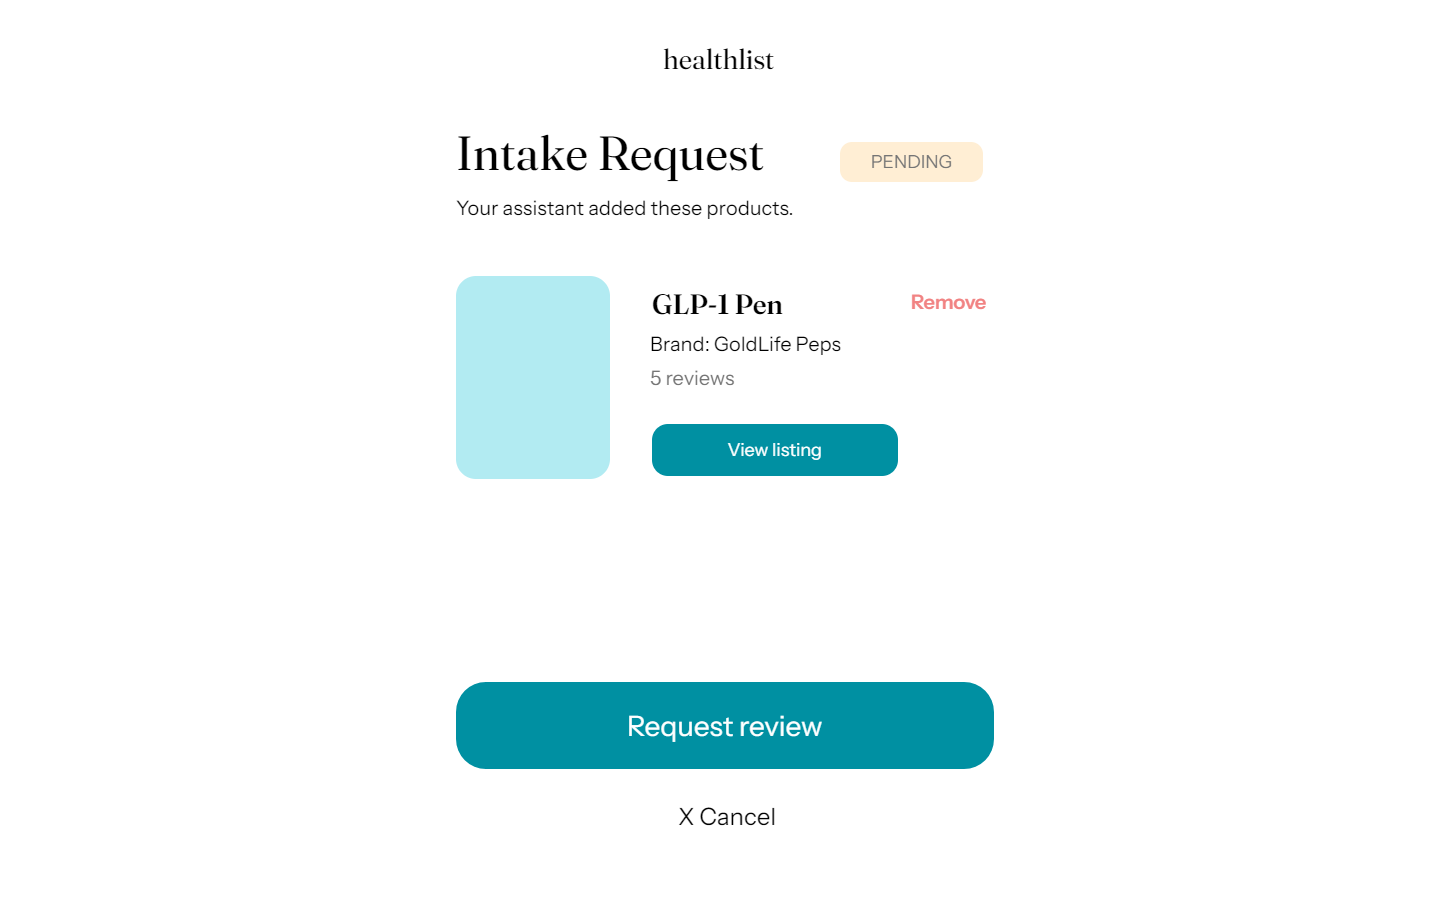 healthlist
Intake Request
PENDING
Your assistant added these products.
GLP-1 Pen
Remove
Brand: GoldLife Peps
5 reviews
View listing
Request review
X Cancel